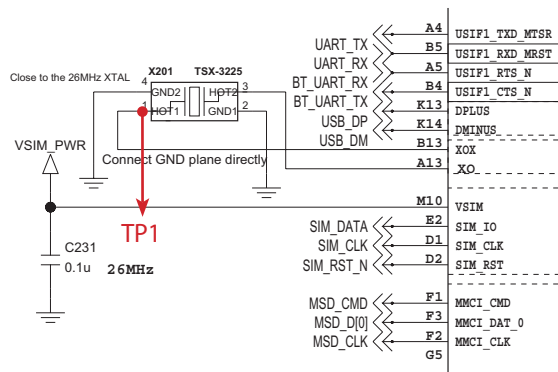 A4 USIF1_TXD_MTSR
UART_TX
B5 USIF1_RXD_MRST
UART_RX
A5 USIF1_RTS_N
BT_UART_RX
B4 USIF1_CTS_N
BT_UART_TX
K13 DPLUS
USB_DP
K14 DMINUS
USB_DM
B13 XOX
A13 XO
X201 TSX-3225
Close to the 26MHz XTAL
4 GND2 HOT2 3
1 HOT1 GND1 2
Connect GND plane directly
VSIM_PWR
M10 VSIM
TP1
C231
0.1u
26MHz
SIM_DATA E2 SIM_IO
SIM_CLK D1 SIM_CLK
SIM_RST_N D2 SIM_RST
MSD_CMD F1 MMCI_CMD
MSD_D[0] F3 MMCI_DAT_0
MSD_CLK F2 MMCI_CLK
G5